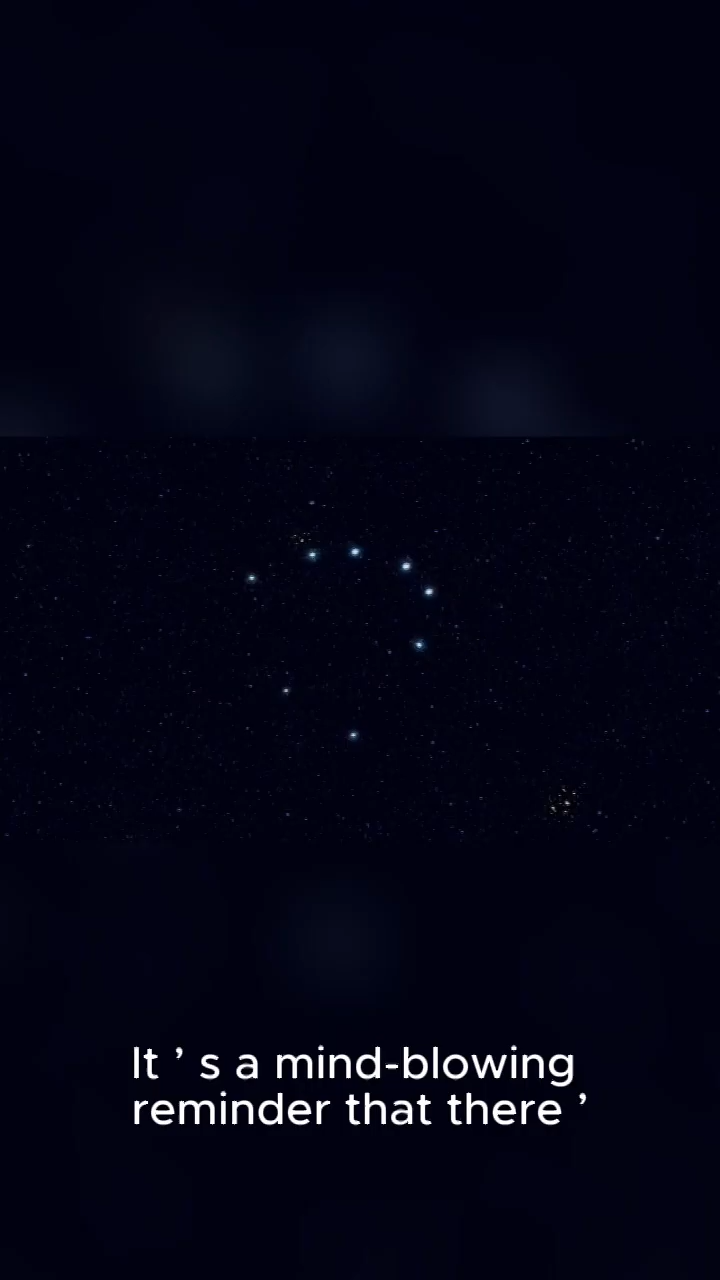 It ’ s a mind-blowing
reminder that there ’